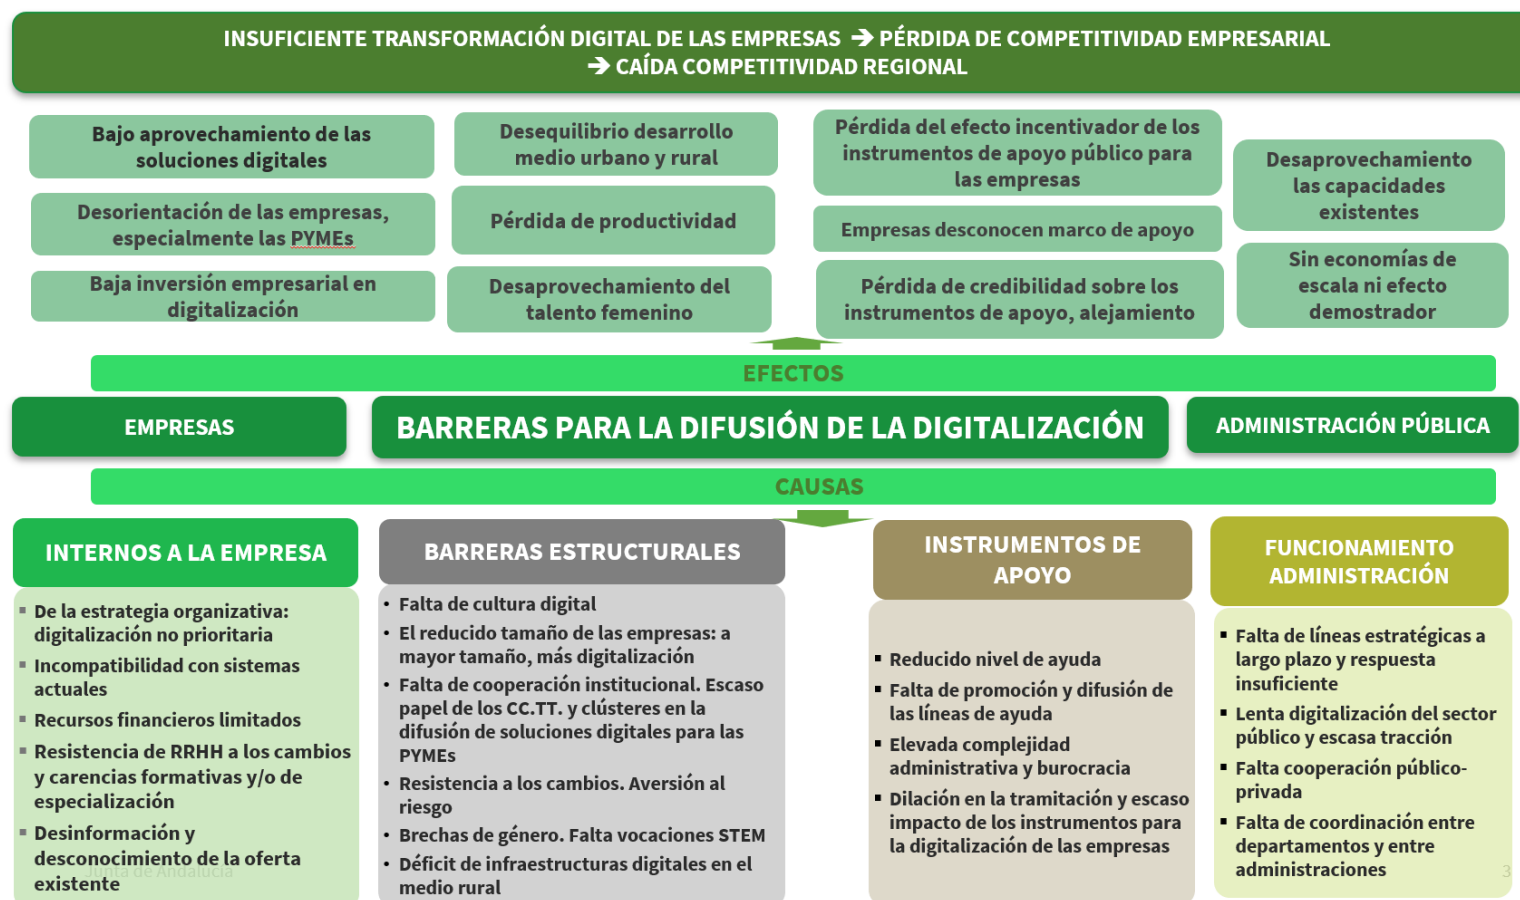 INSUFICIENTE TRANSFORMACIÓN DIGITAL DE LAS EMPRESAS ➔ PÉRDIDA DE COMPETITIVIDAD EMPRESARIAL
➔ CAÍDA COMPETITIVIDAD REGIONAL
Bajo aprovechamiento de las
soluciones digitales
Desorientación de las empresas,
especialmente las PYMEs
Baja inversión empresarial en
digitalización
Desequilibrio desarrollo
medio urbano y rural
Pérdida de productividad
Desaprovechamiento del
talento femenino
Pérdida del efecto incentivador de los
instrumentos de apoyo público para
las empresas
Empresas desconocen marco de apoyo
Pérdida de credibilidad sobre los
instrumentos de apoyo, alejamiento
Desaprovechamiento
las capacidades
existentes
Sin economías de
escala ni efecto
demostrador
EFECTOS
EMPRESAS
BARRERAS PARA LA DIFUSIÓN DE LA DIGITALIZACIÓN
ADMINISTRACIÓN PÚBLICA
CAUSAS
INTERNOS A LA EMPRESA
▪ De la estrategia organizativa:
digitalización no prioritaria
▪ Incompatibilidad con sistemas
actuales
▪ Recursos financieros limitados
▪ Resistencia de RRHH a los cambios
y carencias formativas y/o de
especialización
▪ Desinformación y
desconocimiento de la oferta
existente
BARRERAS ESTRUCTURALES
• Falta de cultura digital
• El reducido tamaño de las empresas: a
mayor tamaño, más digitalización
• Falta de cooperación institucional. Escaso
papel de los CC.TT. y clústeres en la
difusión de soluciones digitales para las
PYMEs
• Resistencia a los cambios. Aversión al
riesgo
• Brechas de género. Falta vocaciones STEM
• Déficit de infraestructuras digitales en el
medio rural
INSTRUMENTOS DE
APOYO
▪ Reducido nivel de ayuda
▪ Falta de promoción y difusión de
las líneas de ayuda
▪ Elevada complejidad
administrativa y burocracia
▪ Dilación en la tramitación y escaso
impacto de los instrumentos para
la digitalización de las empresas
FUNCIONAMIENTO
ADMINISTRACIÓN
▪ Falta de líneas estratégicas a
largo plazo y respuesta
insuficiente
▪ Lenta digitalización del sector
público y escasa tracción
▪ Falta cooperación público-
privada
▪ Falta de coordinación entre
departamentos y entre
administraciones
Junta de Andalucía
3